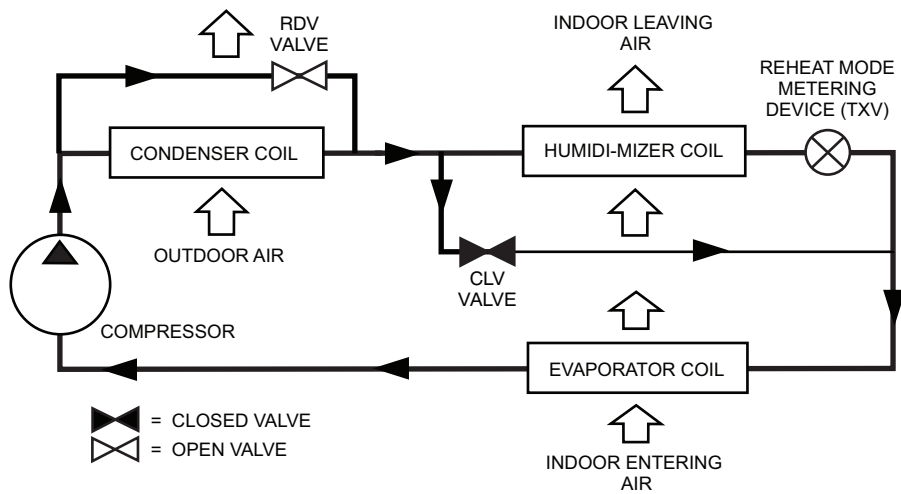 RDV
VALVE
INDOOR LEAVING
AIR
REHEAT MODE
METERING
DEVICE (TXV)
CONDENSER COIL
HUMIDI-MIZER COIL
OUTDOOR AIR
CLV
VALVE
COMPRESSOR
EVAPORATOR COIL
= CLOSED VALVE
= OPEN VALVE
INDOOR ENTERING
AIR